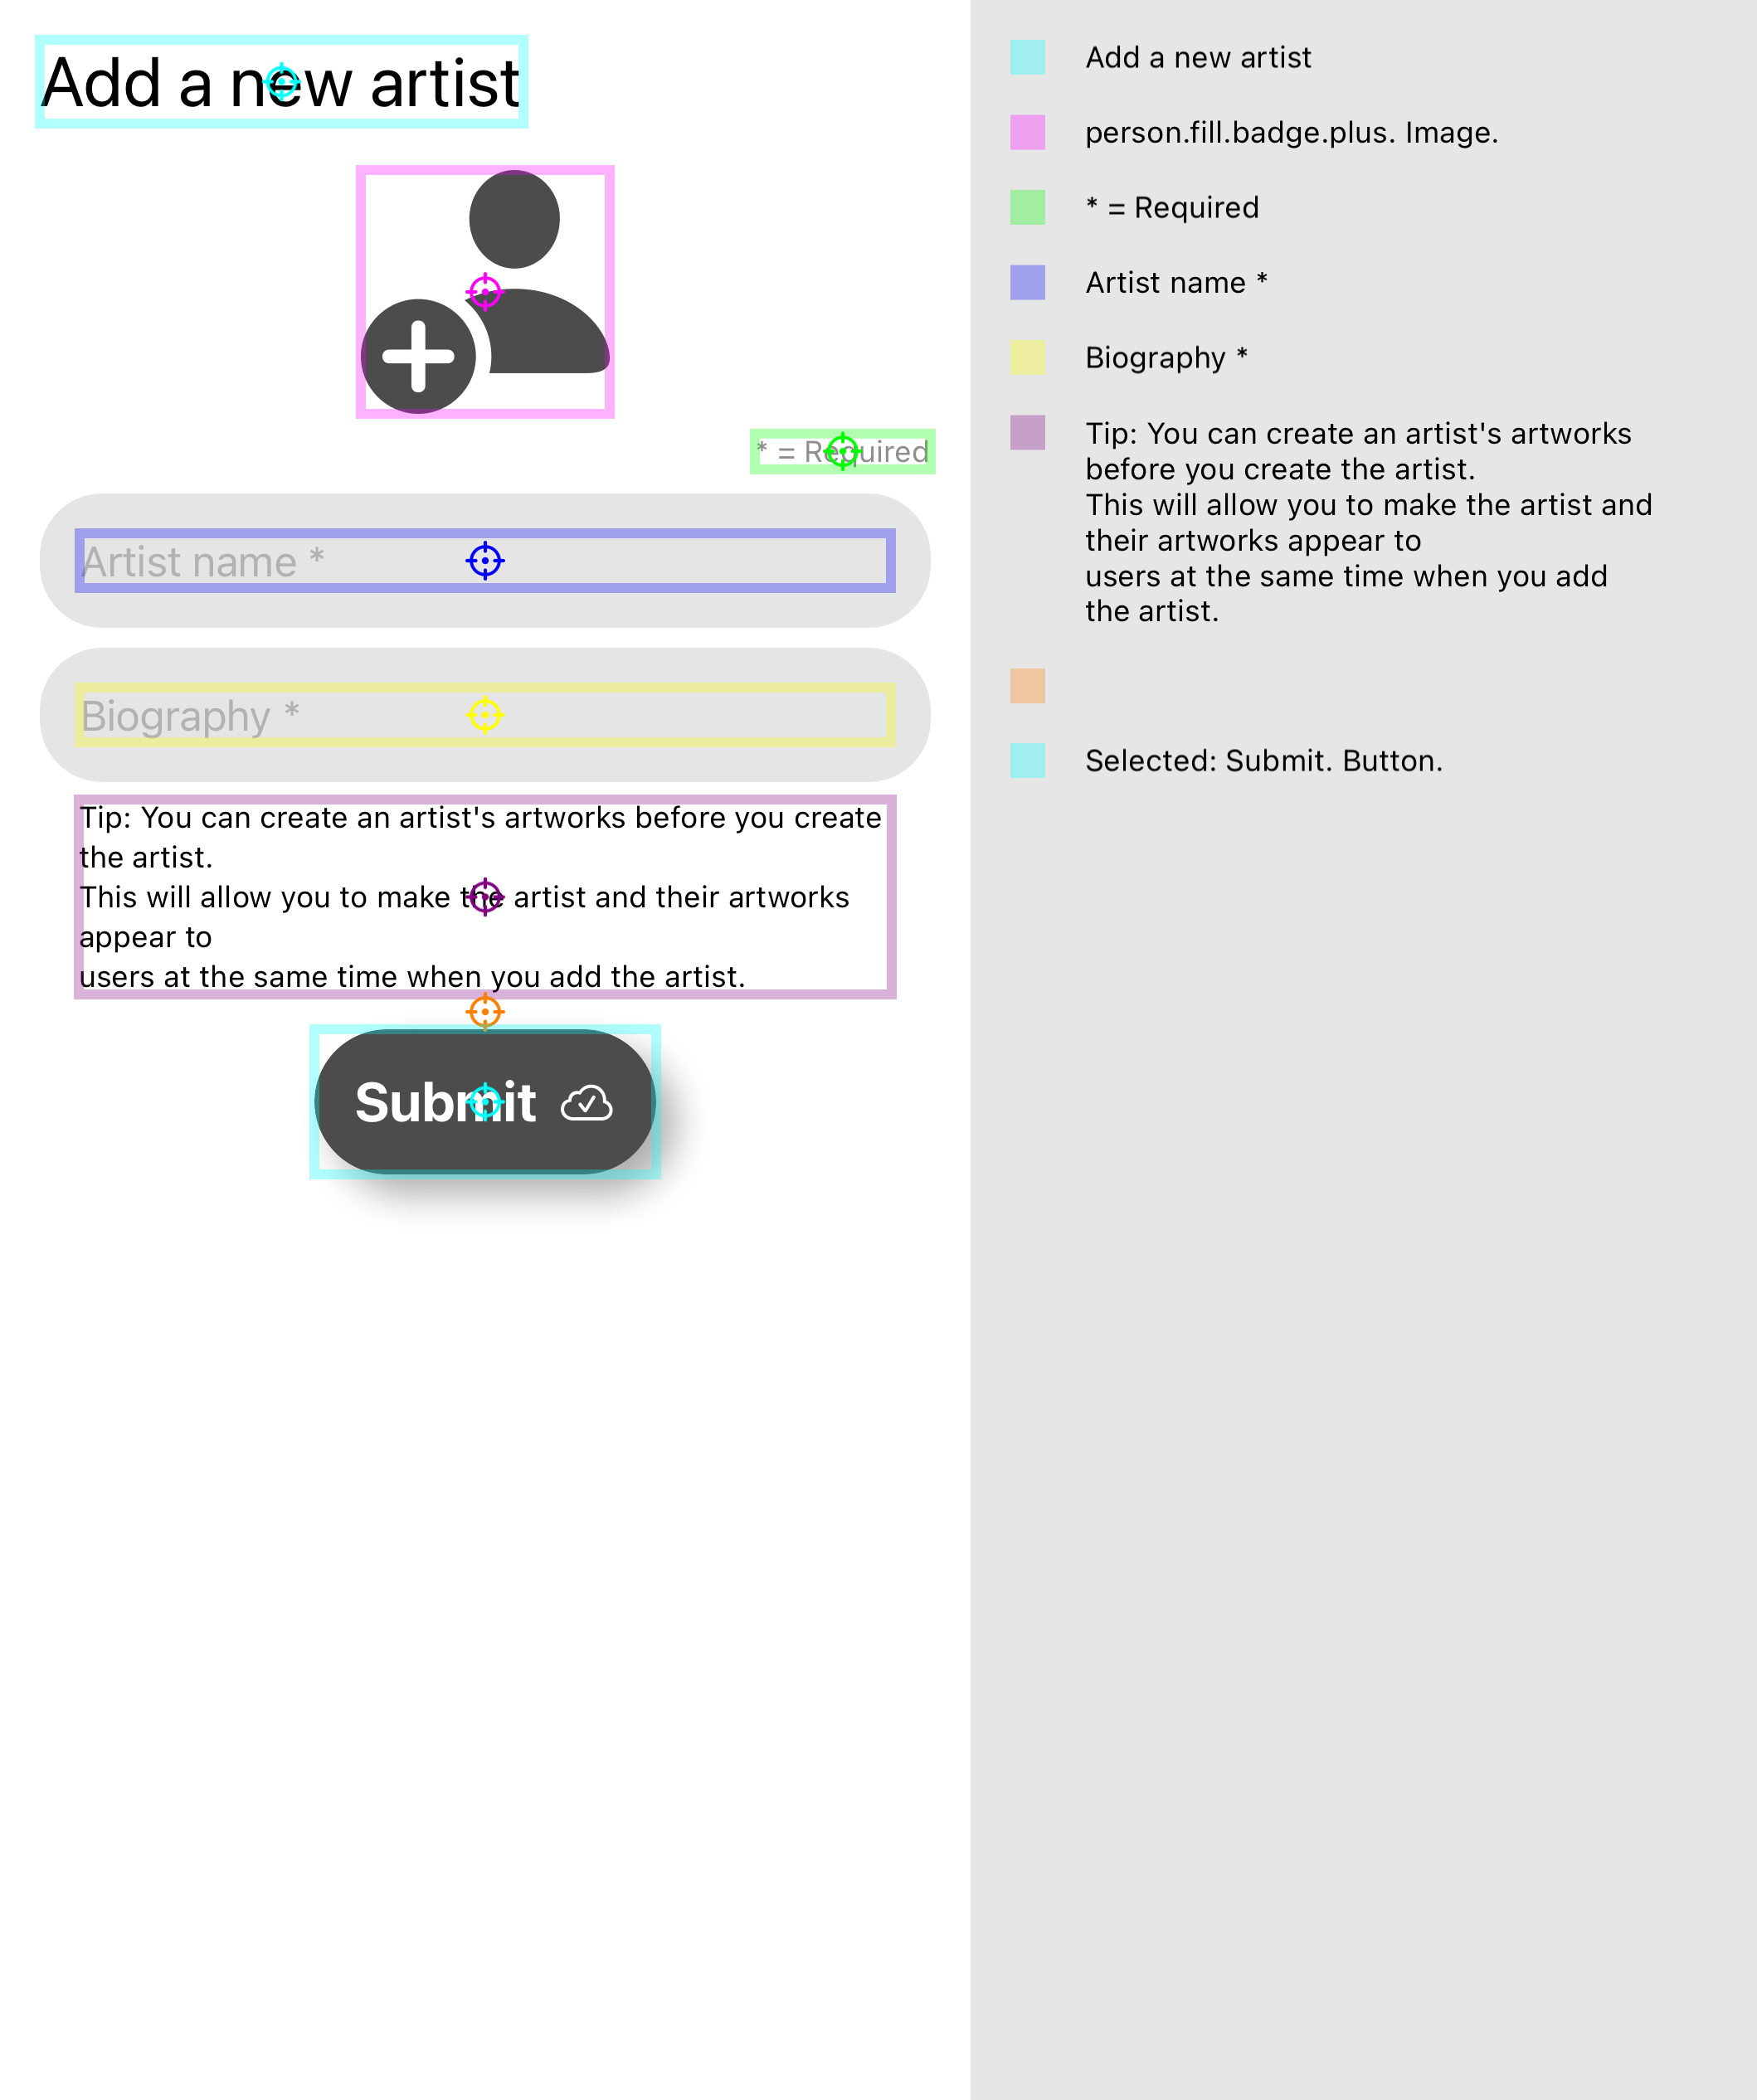 Add a new artist
* = Required
Artist name *
Biography *
Tip: You can create an artist's artworks before you create
the artist.
This will allow you to make the artist and their artworks
appear to
users at the same time when you add the artist.
Submit
Add a new artist
person.fill.badge.plus. Image.
* = Required
Artist name *
Biography *
Tip: You can create an artist's artworks
before you create the artist.
This will allow you to make the artist and
their artworks appear to
users at the same time when you add
the artist.
Selected: Submit. Button.